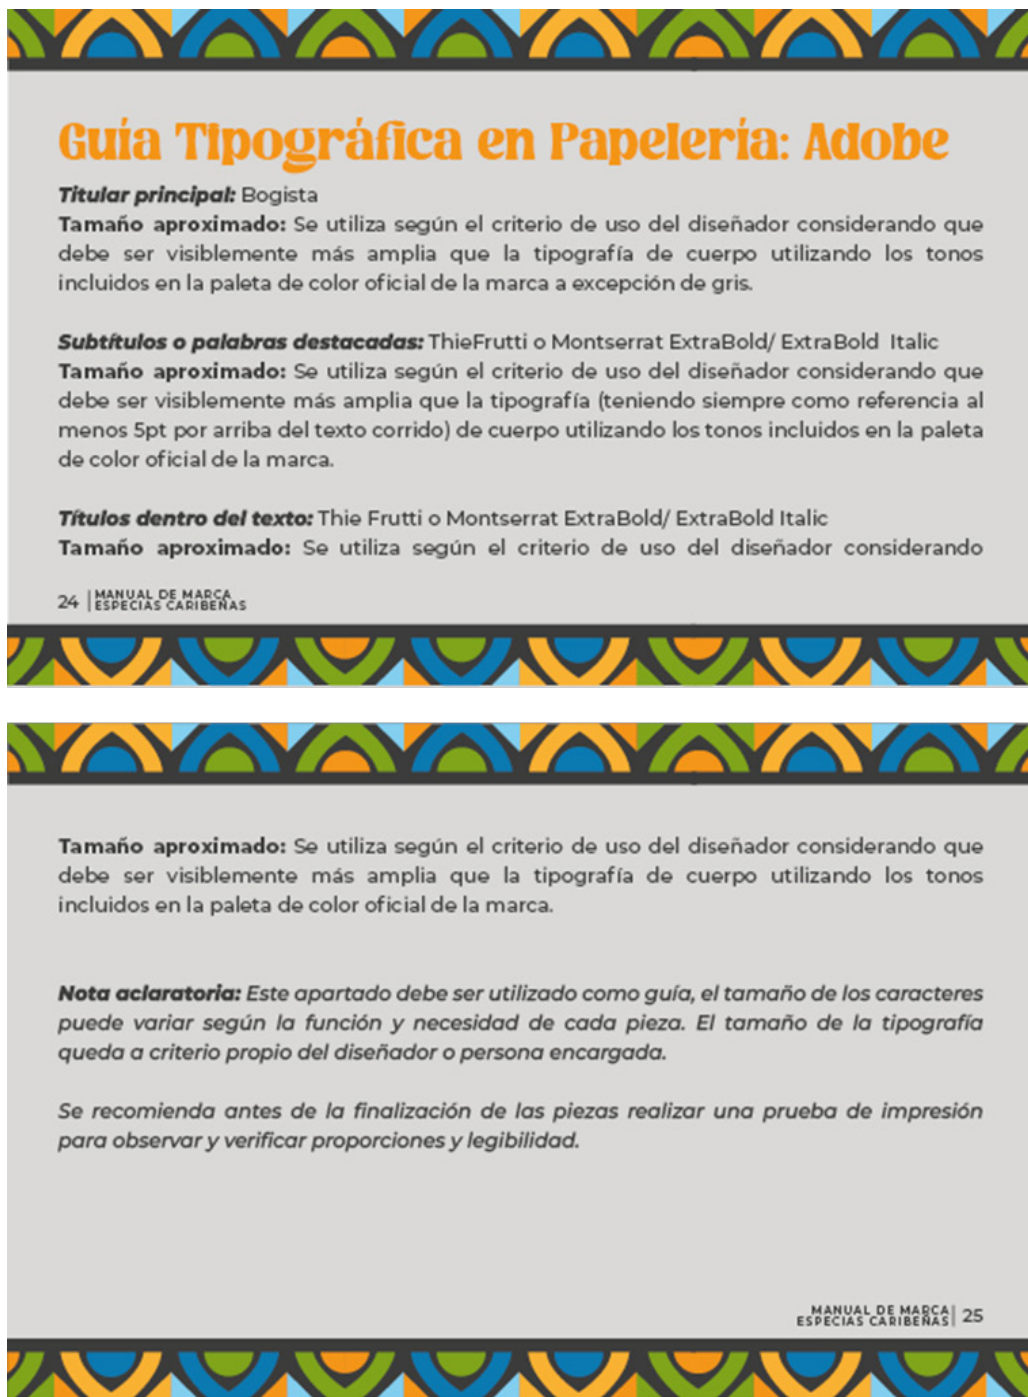 Guía Tipográfica en Papelería: Adobe
Titular principal: Bogista
Tamaño aproximado: Se utiliza según el criterio de uso del diseñador considerando que
debe ser visiblemente más amplia que la tipografía de cuerpo utilizando los tonos
incluidos en la paleta de color oficial de la marca a excepción de gris.
Subtítulos o palabras destacadas: ThieFrutti o Montserrat ExtraBold/ ExtraBold Italic
Tamaño aproximado: Se utiliza según el criterio de uso del diseñador considerando que
debe ser visiblemente más amplia que la tipografía (teniendo siempre como referencia al
menos 5pt por arriba del texto corrido) de cuerpo utilizando los tonos incluidos en la paleta
de color oficial de la marca.
Títulos dentro del texto: Thie Frutti o Montserrat ExtraBold/ ExtraBold Italic
Tamaño aproximado: Se utiliza según el criterio de uso del diseñador considerando
24 | MANUAL DE MARCA
ESPECIAS CARIBEÑAS
Tamaño aproximado: Se utiliza según el criterio de uso del diseñador considerando que
debe ser visiblemente más amplia que la tipografía de cuerpo utilizando los tonos
incluidos en la paleta de color oficial de la marca.
Nota aclaratoria: Este apartado debe ser utilizado como guía, el tamaño de los caracteres
puede variar según la función y necesidad de cada pieza. El tamaño de la tipografía
queda a criterio propio del diseñador o persona encargada.
Se recomienda antes de la finalización de las piezas realizar una prueba de impresión
para observar y verificar proporciones y legibilidad.
MANUAL DE MARCA | 25
ESPECIAS CARIBEÑAS